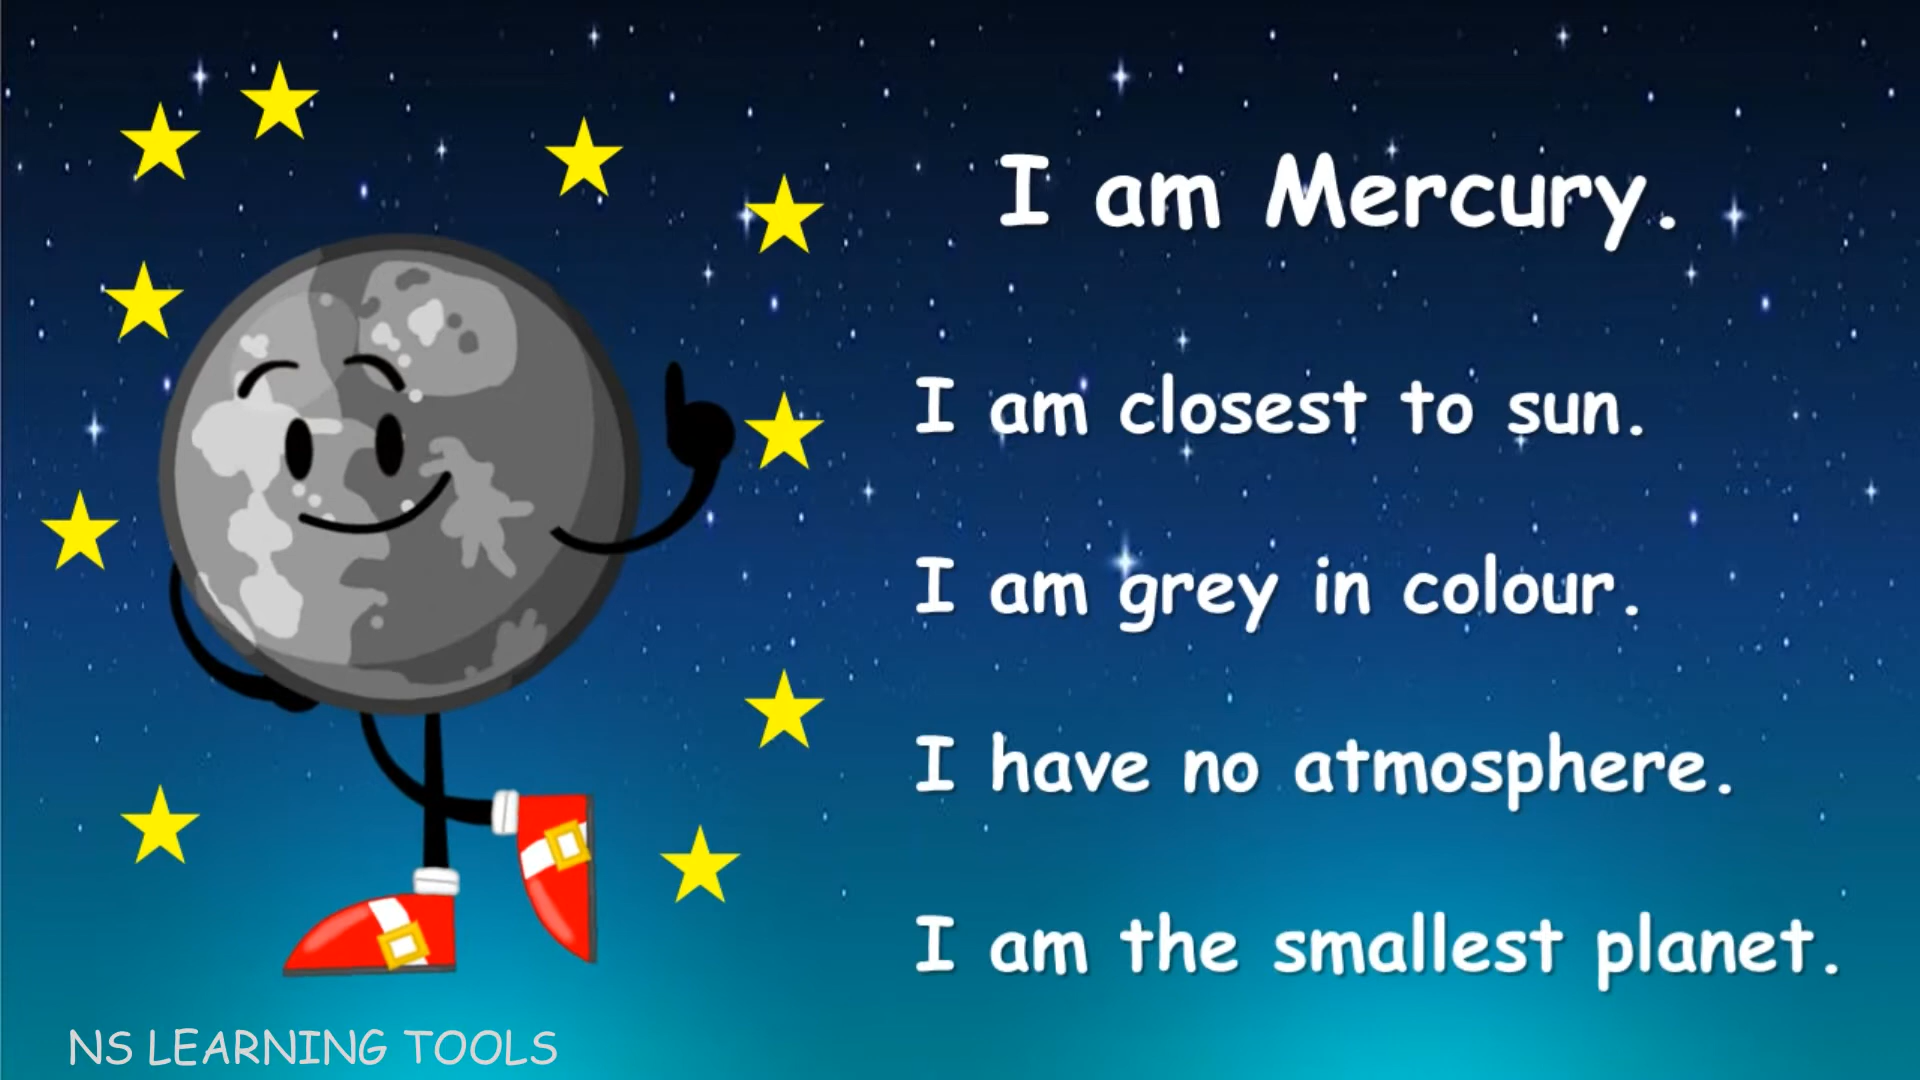 I am Mercury.
I am closest to sun.
I am grey in colour.
I have no atmosphere.
I am the smallest planet.
NS LEARNING TOOLS